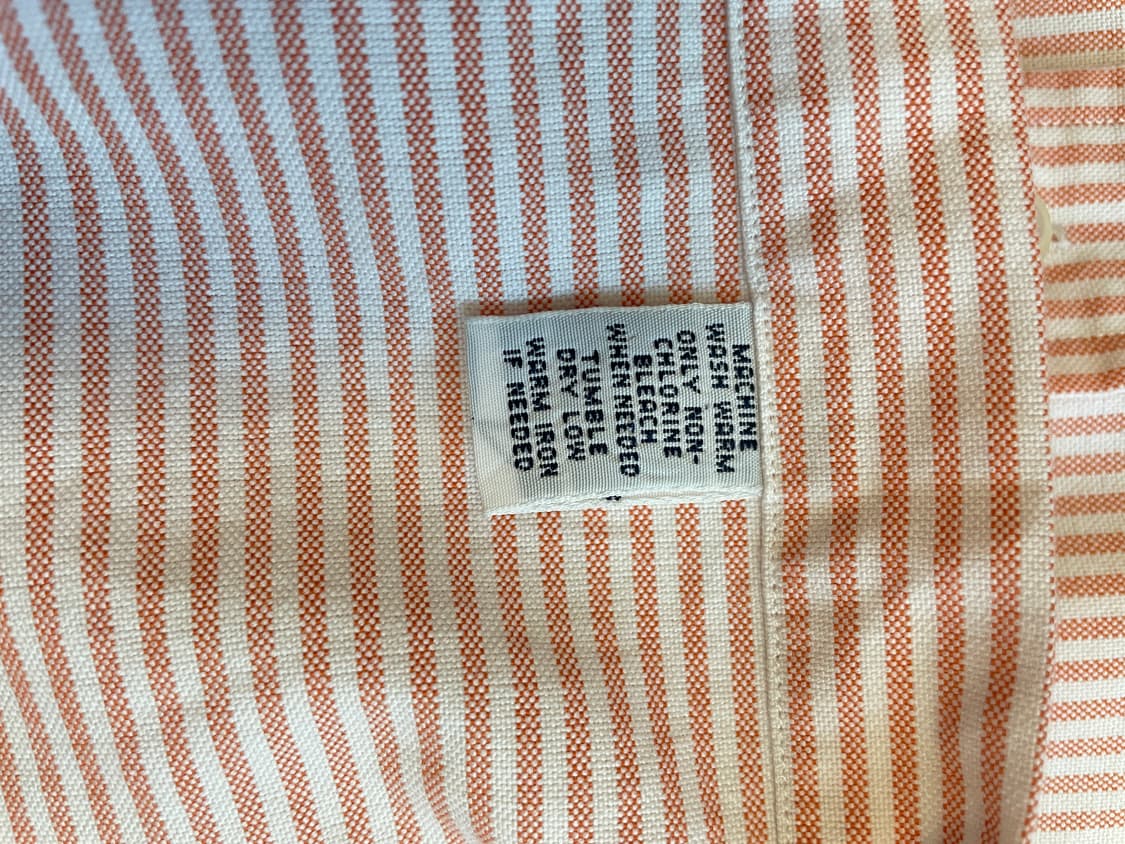 MACHINE
WASH WARM
ONLY NON-
CHLORINE
BLEACH
WHEN NEEDED
TUMBLE
DRY LOW
WARM IRON
IF NEEDED